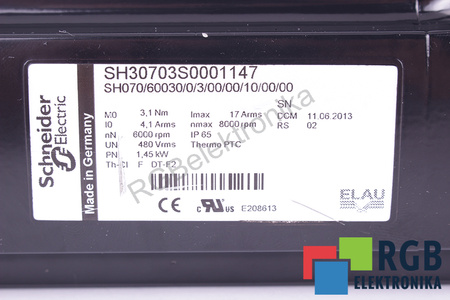 Schneider
Electric
Made in Germany
SH30703S0001147
SH070/60030/0/3/00/00/10/00/00
M0 3,1 Nm Imax 17 Arms SN
I0 4,1 Arms nmax 8000 rpm CCM 11.06.2013
nN 6000 rpm IP 65 RS 02
UN 480 Vrms Thermo PTC
PN 1,45 kW
Th-Cl F DT-E2
CE c UL us E208613
ELAU
RGBelektronika
RGB
ELEKTRONIKA